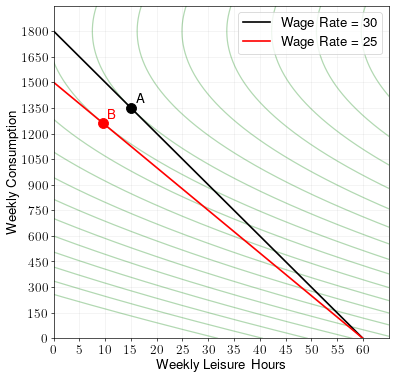 Wage Rate = 30
Wage Rate = 25
A
B
Weekly Consumption
1800
1650
1500
1350
1200
1050
900
750
600
450
300
150
0
0 5 10 15 20 25 30 35 40 45 50 55 60
Weekly Leisure Hours